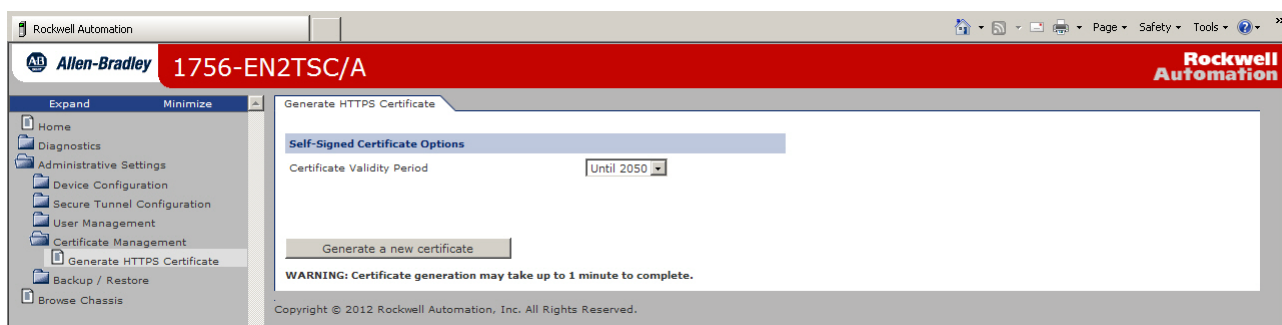 Rockwell Automation
Page Safety Tools
»
AB Allen-Bradley 1756-EN2TSC/A
Rockwell
Automation
Expand Minimize
Home
Diagnostics
Administrative Settings
Device Configuration
Secure Tunnel Configuration
User Management
Certificate Management
Generate HTTPS Certificate
Backup / Restore
Browse Chassis
Generate HTTPS Certificate
Self-Signed Certificate Options
Certificate Validity Period Until 2050
Generate a new certificate
WARNING: Certificate generation may take up to 1 minute to complete.
Copyright © 2012 Rockwell Automation, Inc. All Rights Reserved.